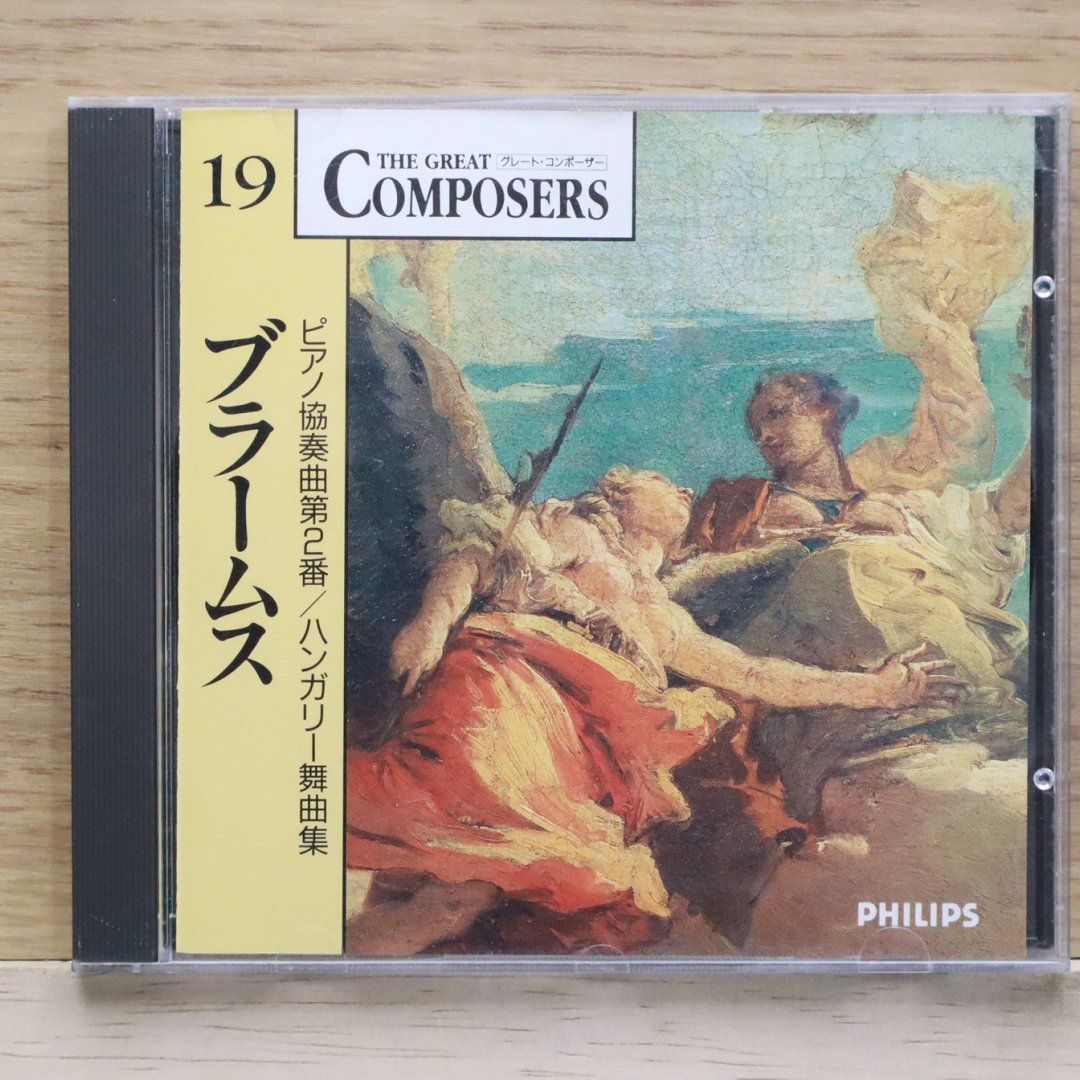 19
THE GREAT
グレート・コンポーザー
COMPOSERS
ブラームス
ピアノ協奏曲第2番/ハンガリー舞曲集
PHILIPS